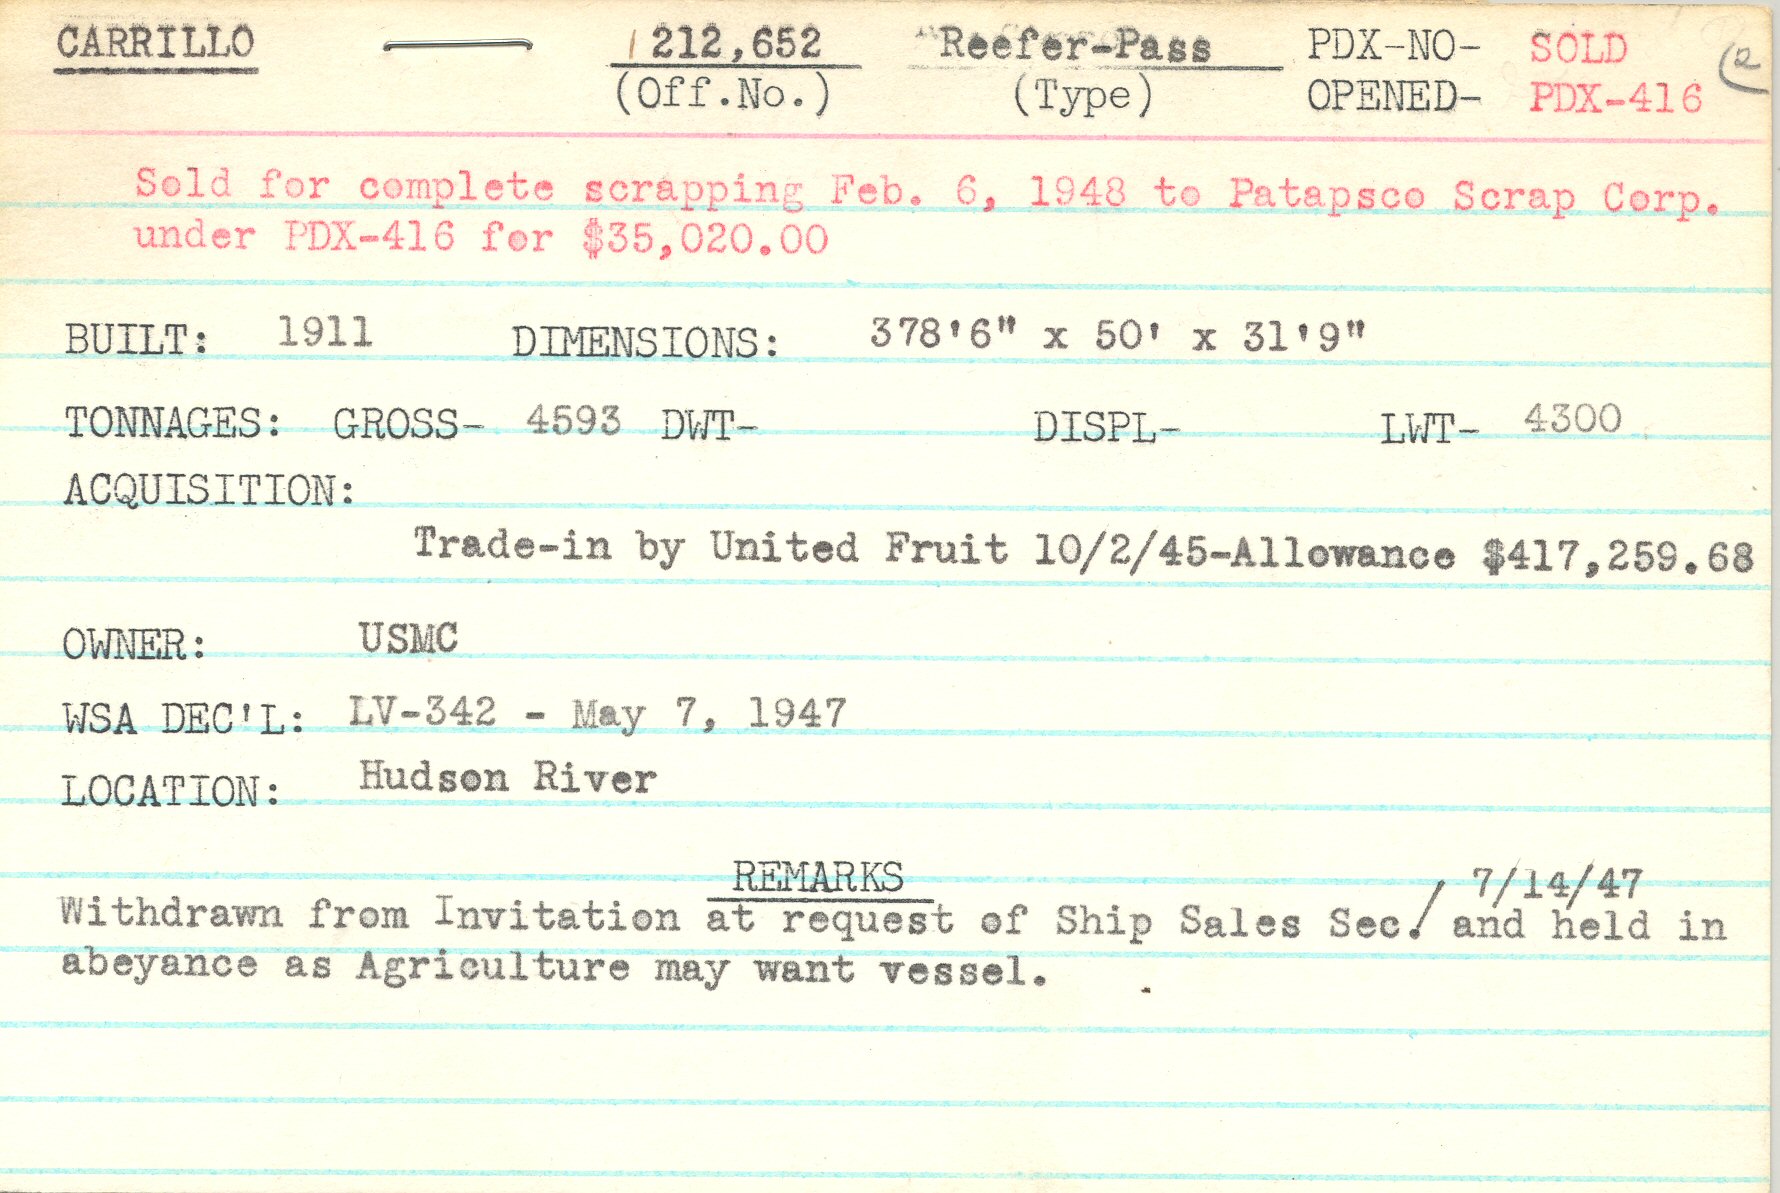 CARRILLO 212,652 Reefer-Pass PDX-NO- SOLD
(Off.No.) (Type) OPENED- PDX-416
Sold for complete scrapping Feb. 6, 1948 to Patapsco Scrap Corp.
under PDX-416 for $35,020.00
BUILT: 1911 DIMENSIONS: 378'6" x 50' x 31'9"
TONNAGES: GROSS- 4593 DWT- DISPL- LWT- 4300
ACQUISITION:
Trade-in by United Fruit 10/2/45-Allowance $417,259.68
OWNER: USMC
WSA DEC'L: LV-342 - May 7, 1947
LOCATION: Hudson River
REMARKS
7/14/47
Withdrawn from Invitation at request of Ship Sales Sec./ and held in
abeyance as Agriculture may want vessel.